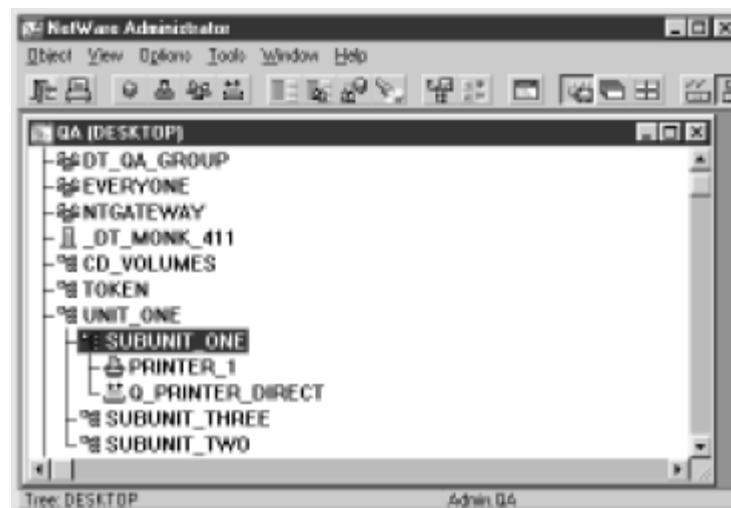 NetWare Administrator
Object View Options Tools Window Help
QA (DESKTOP)
DT_QA_GROUP
EVERYONE
NTGATEWAY
_DT_MONK_411
CD_VOLUMES
TOKEN
UNIT_ONE
SUBUNIT_ONE
PRINTER_1
Q_PRINTER_DIRECT
SUBUNIT_THREE
SUBUNIT_TWO
Tree: DESKTOP Admin.QA